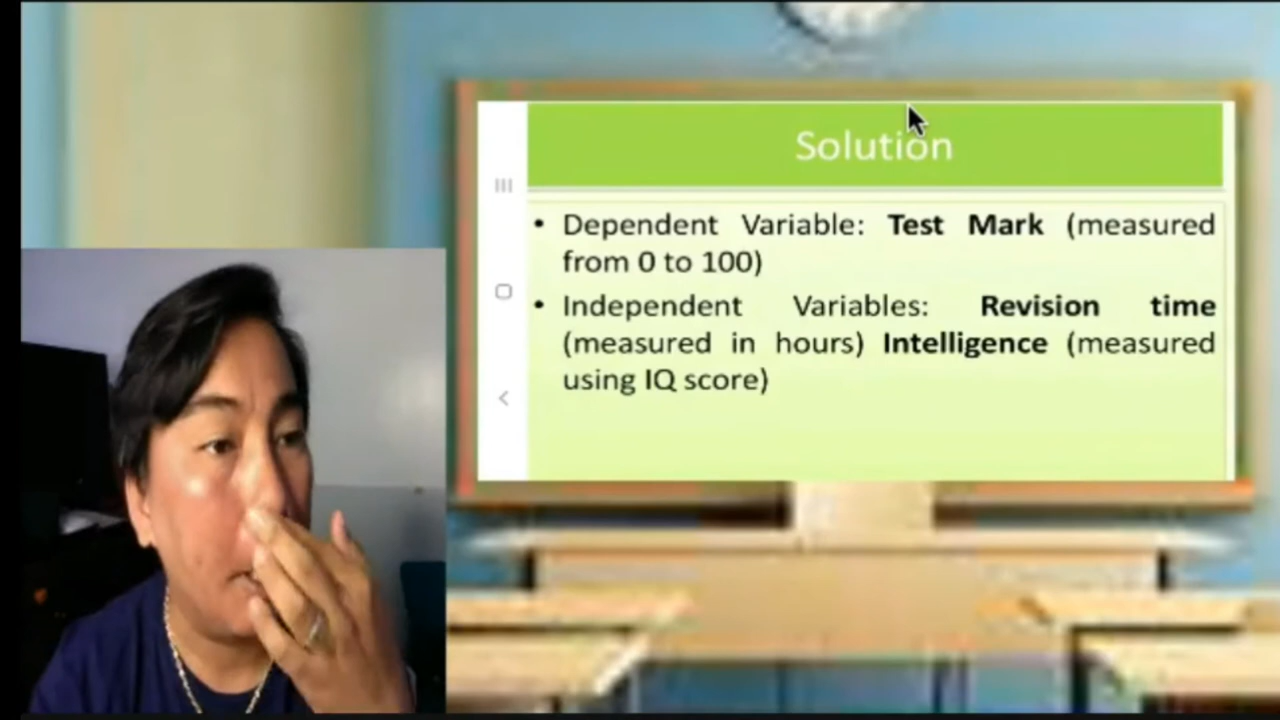 Solution
• Dependent Variable: Test Mark (measured
from 0 to 100)
• Independent Variables: Revision time
(measured in hours) Intelligence (measured
using IQ score)